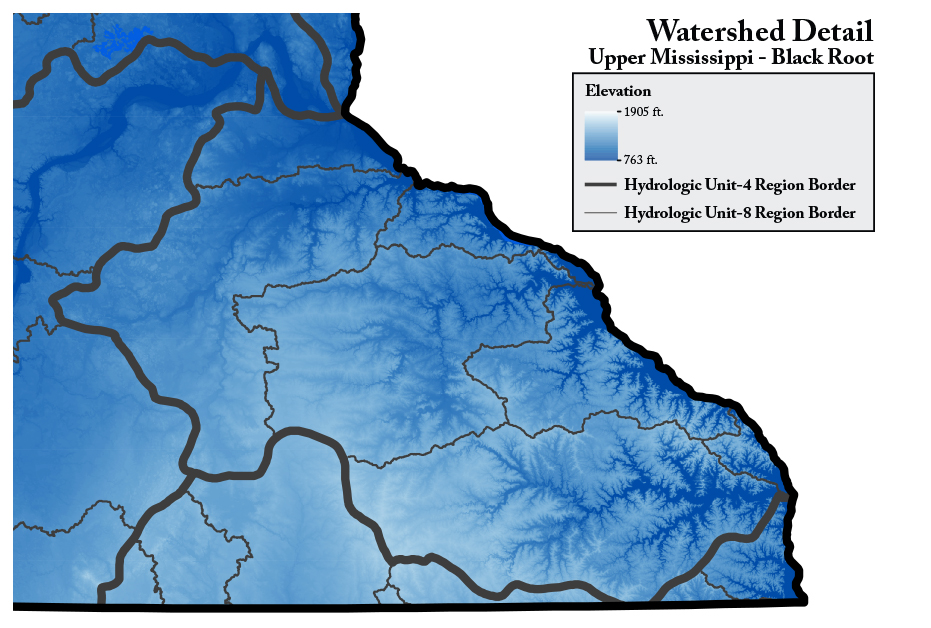 Watershed Detail
Upper Mississippi - Black Root
Elevation
1905 ft.
763 ft.
Hydrologic Unit-4 Region Border
Hydrologic Unit-8 Region Border